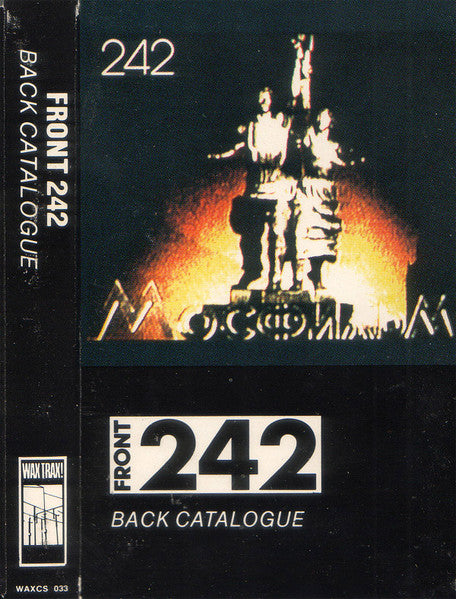 FRONT 242
BACK CATALOGUE
WAX TRAX!
WAXCS 033
242
МОСФИЛЬМ
FRONT
242
BACK CATALOGUE